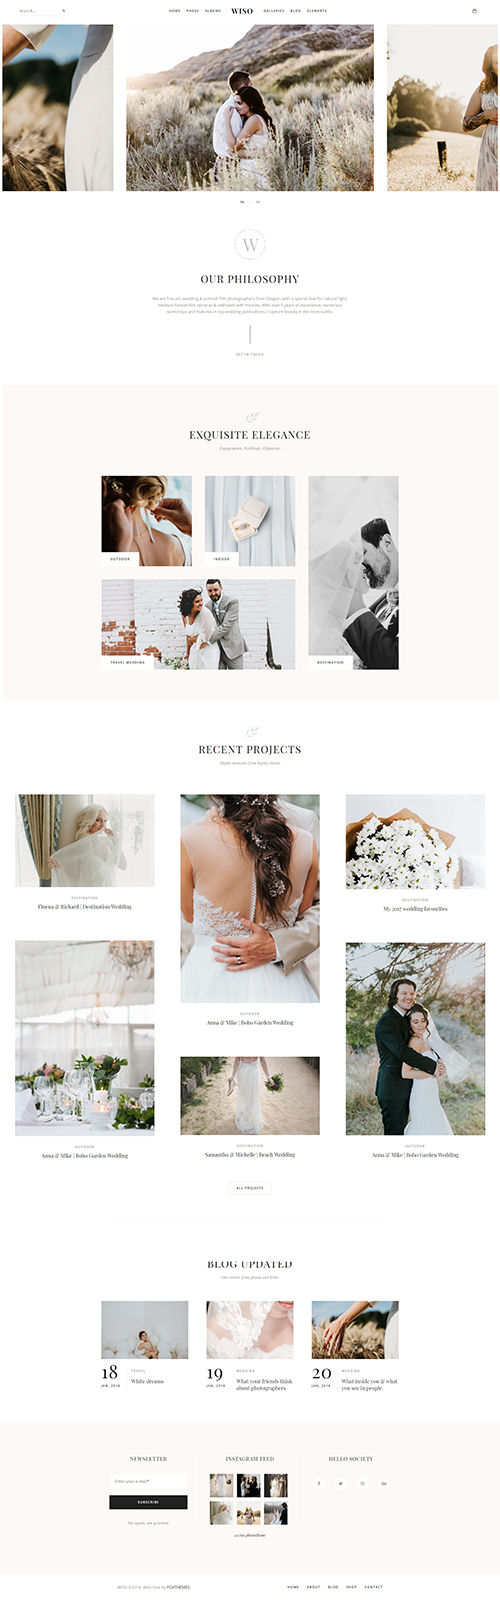 Search...
HOME PAGES ALBUMS WISO GALLERIES BLOG ELEMENTS
W
OUR PHILOSOPHY
We are fine art, wedding & portrait film photographers from Oregon, with a special love for natural light,
medium format film cameras & redheads with freckles. With over 5 years of experience, numerous
workshops and features in top wedding publications, I capture beauty in the most subtle.
GET IN TOUCH
EXQUISITE ELEGANCE
Engagements, Weddings, Elopments
OUTDOOR
INDOOR
TRAVEL WEDDING
DESTINATION
RECENT PROJECTS
Happy moments from happy clients
DESTINATION
Elnena & Richard | Destination Wedding
DESTINATION
My 2017 wedding favourites
OUTDOOR
Anna & Mike | Boho Garden Wedding
OUTDOOR
Anna & Mike | Boho Garden Wedding
DESTINATION
Samantha & Michelle | Beach Wedding
OUTDOOR
Anna & Mike | Boho Garden Wedding
ALL PROJECTS
BLOG UPDATED
Our stories from groom and bride
18
JAN, 2018
TRAVEL
White dreams
19
JAN, 2018
WEDDING
What your friends think
about photographers
20
JAN, 2018
WEDDING
What inside you & what
you see in people.
NEWSLETTER
Enter your e-mail*
SUBSCRIBE
No spam, we promise
INSTAGRAM FEED
HELLO SOCIETY
WISO ©2018. With love by FOXTHEMES
HOME ABOUT BLOG SHOP CONTACT